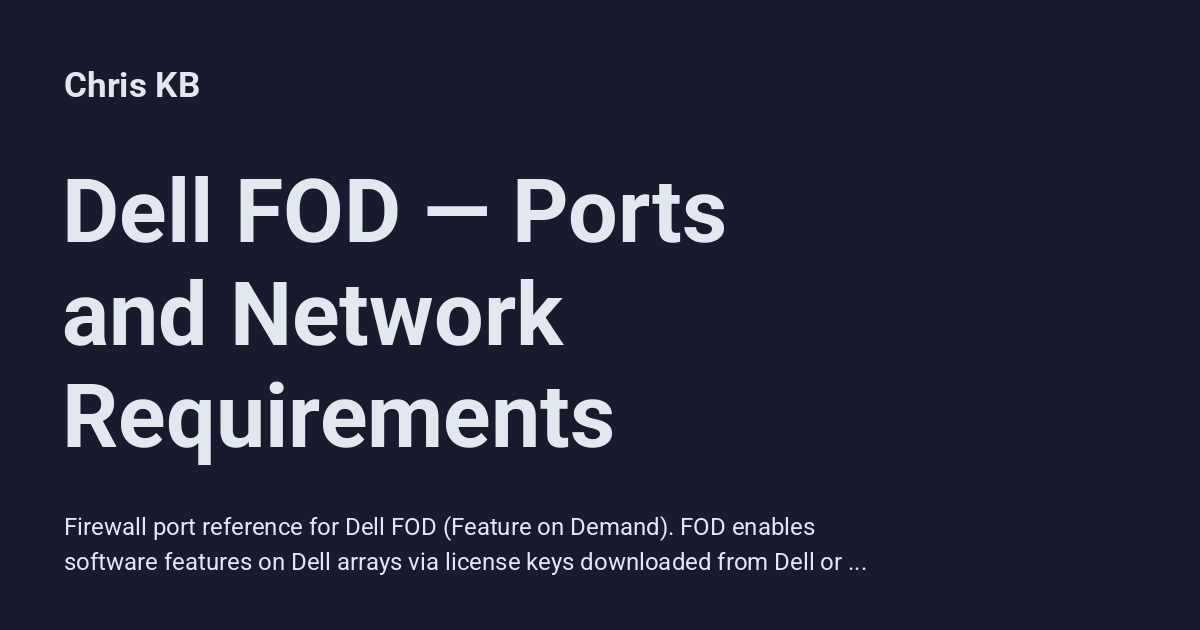 Chris KB
Dell FOD — Ports
and Network
Requirements
Firewall port reference for Dell FOD (Feature on Demand). FOD enables
software features on Dell arrays via license keys downloaded from Dell or ...